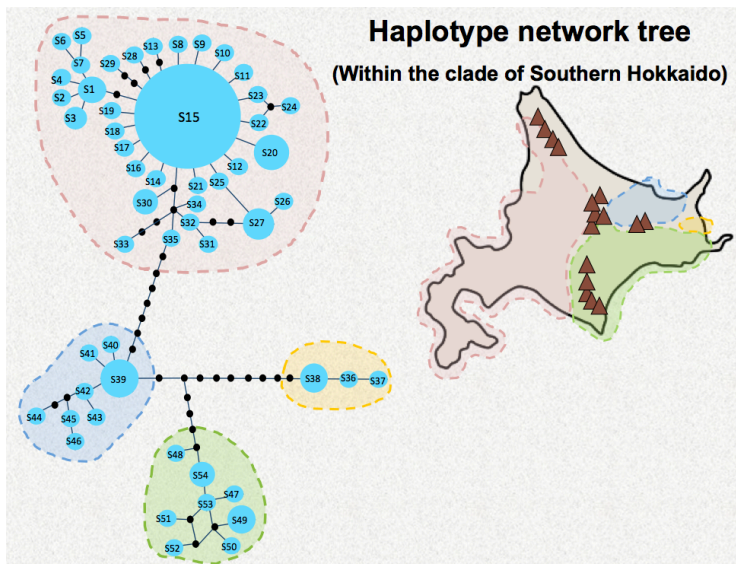 Haplotype network tree
(Within the clade of Southern Hokkaido)
S6
S5
S7
S4
S2
S1
S3
S29
S28
S13
S8
S9
S10
S11
S23
S24
S22
S19
S18
S17
S16
S14
S15
S20
S12
S21
S25
S30
S34
S26
S27
S32
S33
S35
S31
S41
S40
S39
S42
S44
S45
S43
S46
S38
S36
S37
S48
S54
S47
S53
S51
S49
S52
S50